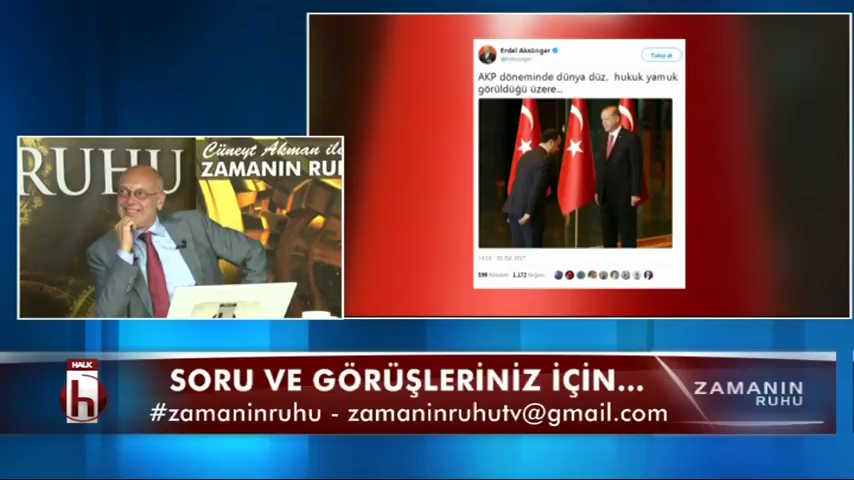 Erdal Aksünger
Takip et
AKP döneminde dünya düz, hukuk yamuk
görüldüğü üzere...
RUHU
Cüneyt Akman ile
ZAMANIN RUH
HALK
h
SORU VE GÖRÜŞLERİNİZ İÇİN...
#zamaninruhu - zamaninruhutv@gmail.com
ZAMANIN
RUHU